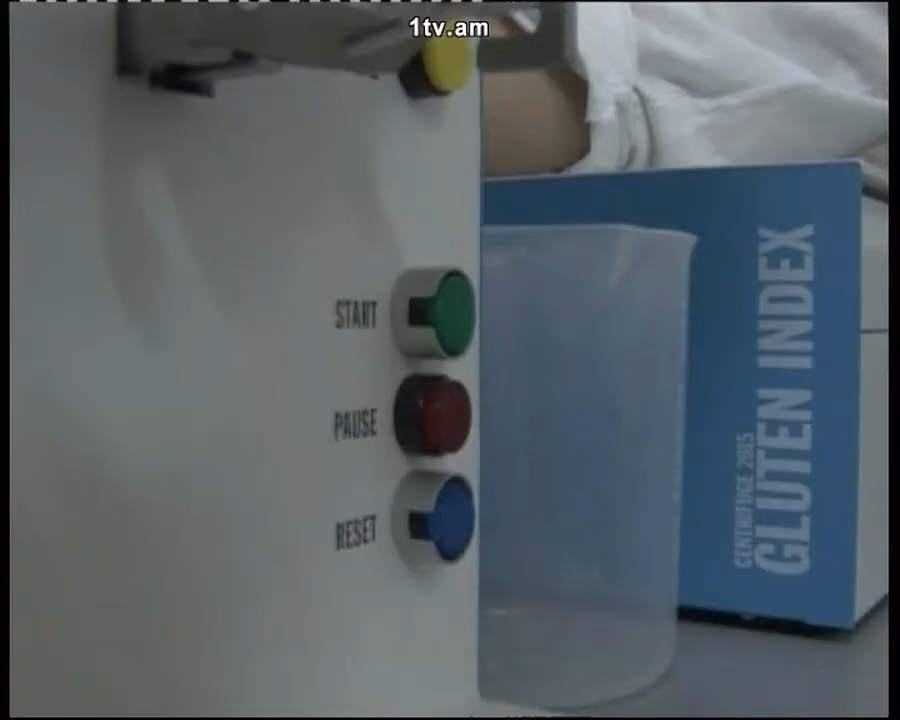 1tv.am
START
PAUSE
RESET
CENTRIFUGE 2015
GLUTEN INDEX